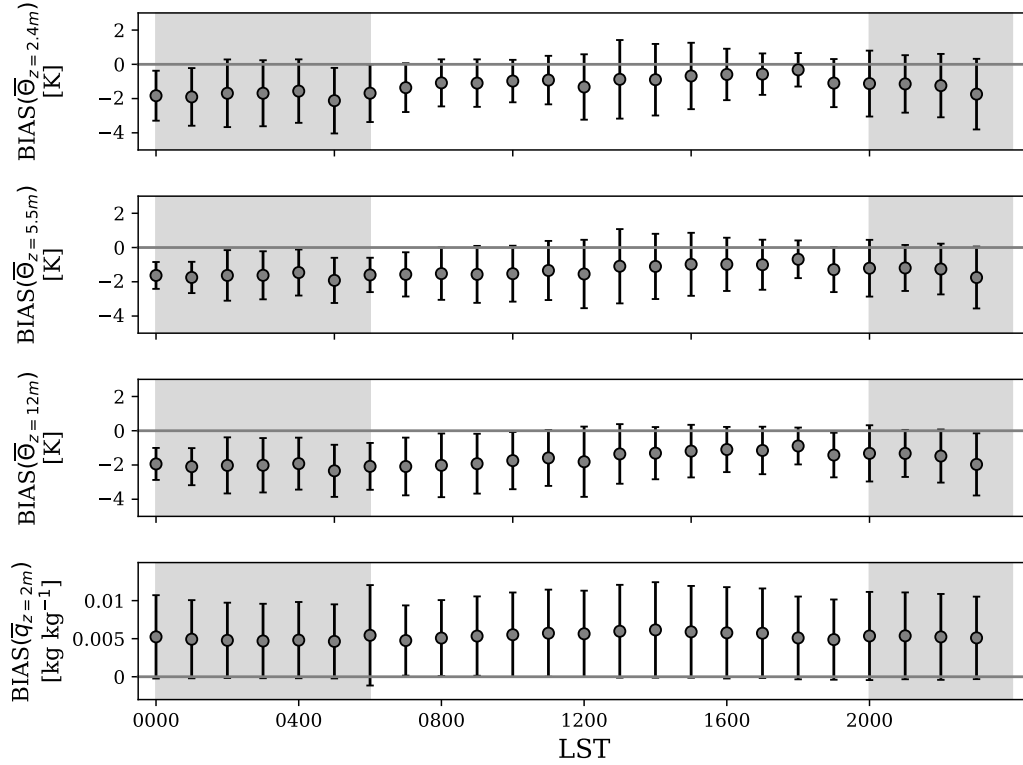 BIAS(Θ̅z=2.4m)
[K]
2
0
−2
−4
BIAS(Θ̅z=5.5m)
[K]
2
0
−2
−4
BIAS(Θ̅z=12m)
[K]
2
0
−2
−4
BIAS(q̅z=2m)
[kg kg⁻¹]
0.01
0.005
0
0000 0400 0800 1200 1600 2000
LST